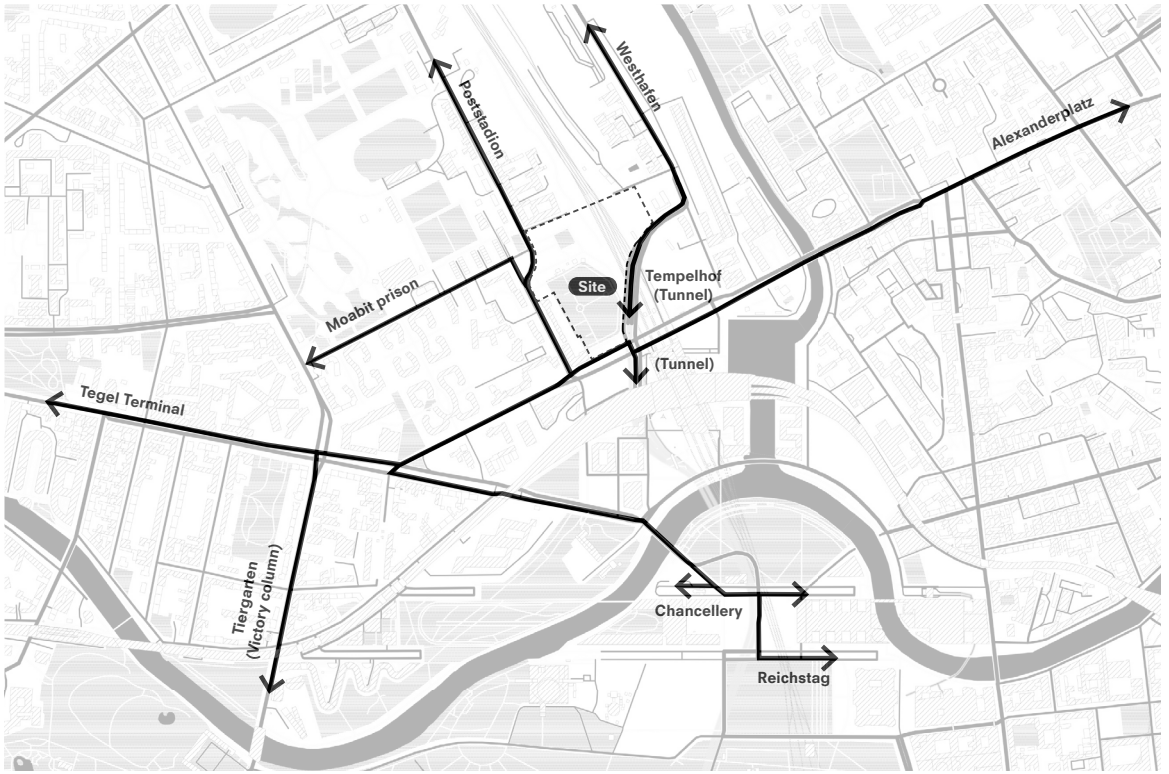 Westhafen
Poststadion
Alexanderplatz
Site
Tempelhof
(Tunnel)
Moabit prison
(Tunnel)
Tegel Terminal
Tiergarten
(Victory column)
Chancellery
Reichstag